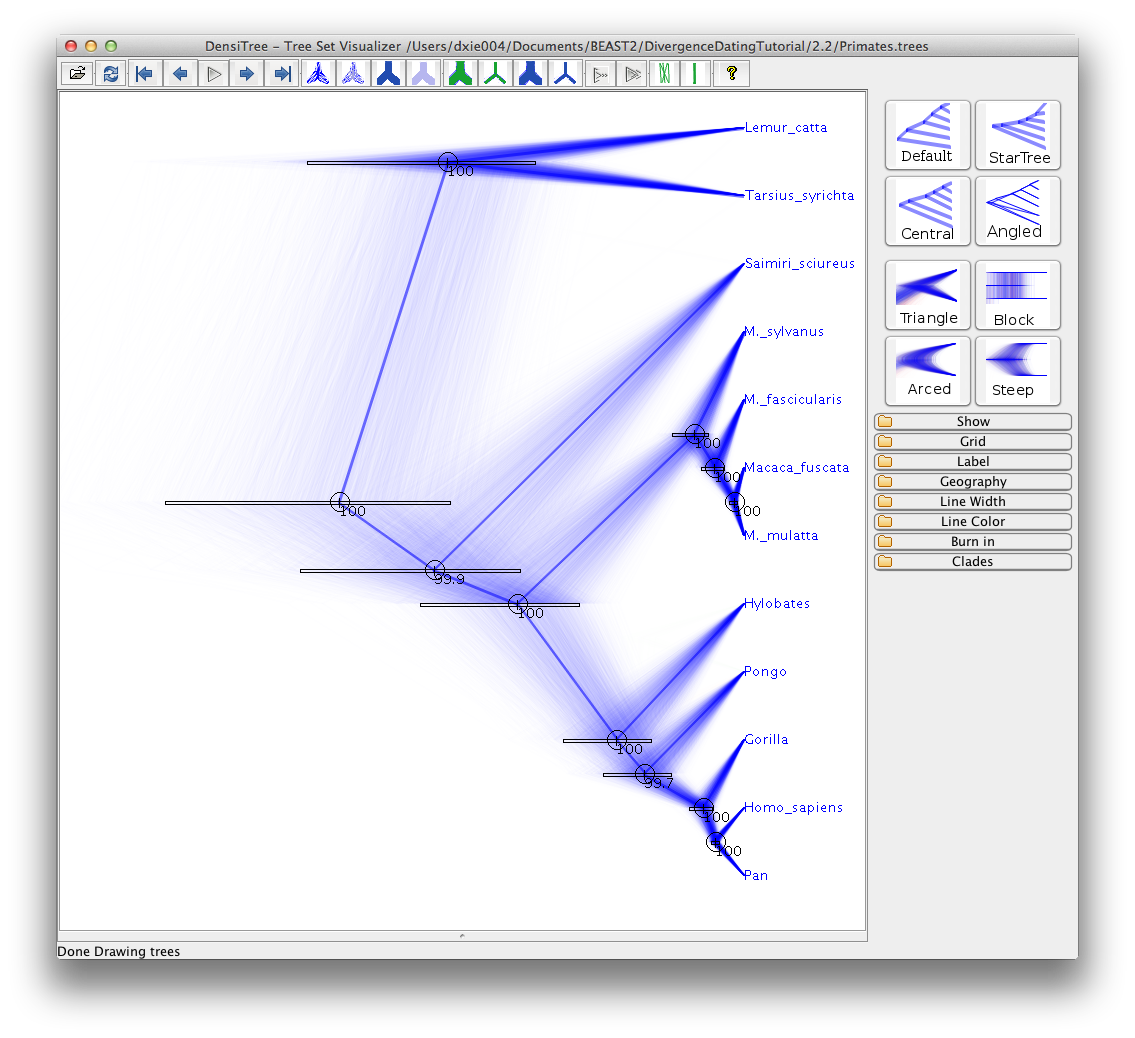 DensiTree - Tree Set Visualizer /Users/dxie004/Documents/BEAST2/DivergenceDatingTutorial/2.2/Primates.trees
?
Lemur_catta
100
Tarsius_syrichta
Saimiri_sciureus
M._sylvanus
M._fascicularis
100
Macaca_fuscata
100
100
100
M._mulatta
99.9
Hylobates
100
Pongo
Gorilla
100
99.7
Homo_sapiens
100
100
Pan
Default
StarTree
Central
Angled
Triangle
Block
Arced
Steep
Show
Grid
Label
Geography
Line Width
Line Color
Burn in
Clades
Done Drawing trees